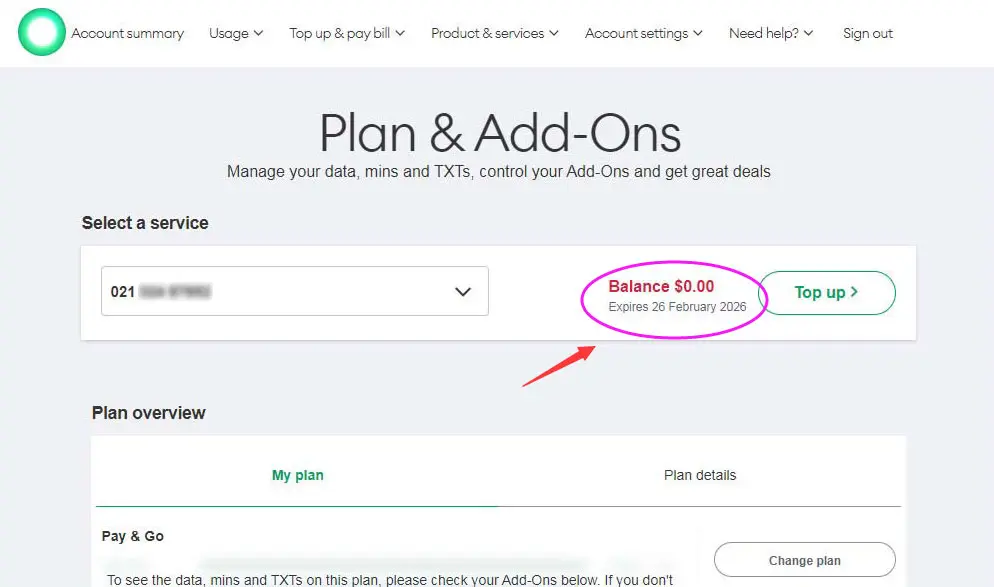 Account summary Usage Top up & pay bill Product & services Account settings Need help? Sign out
Plan & Add-Ons
Manage your data, mins and TXTs, control your Add-Ons and get great deals
Select a service
021
Balance $0.00
Expires 26 February 2026
Top up
Plan overview
My plan Plan details
Pay & Go
Change plan
To see the data, mins and TXTs on this plan, please check your Add-Ons below. If you don't